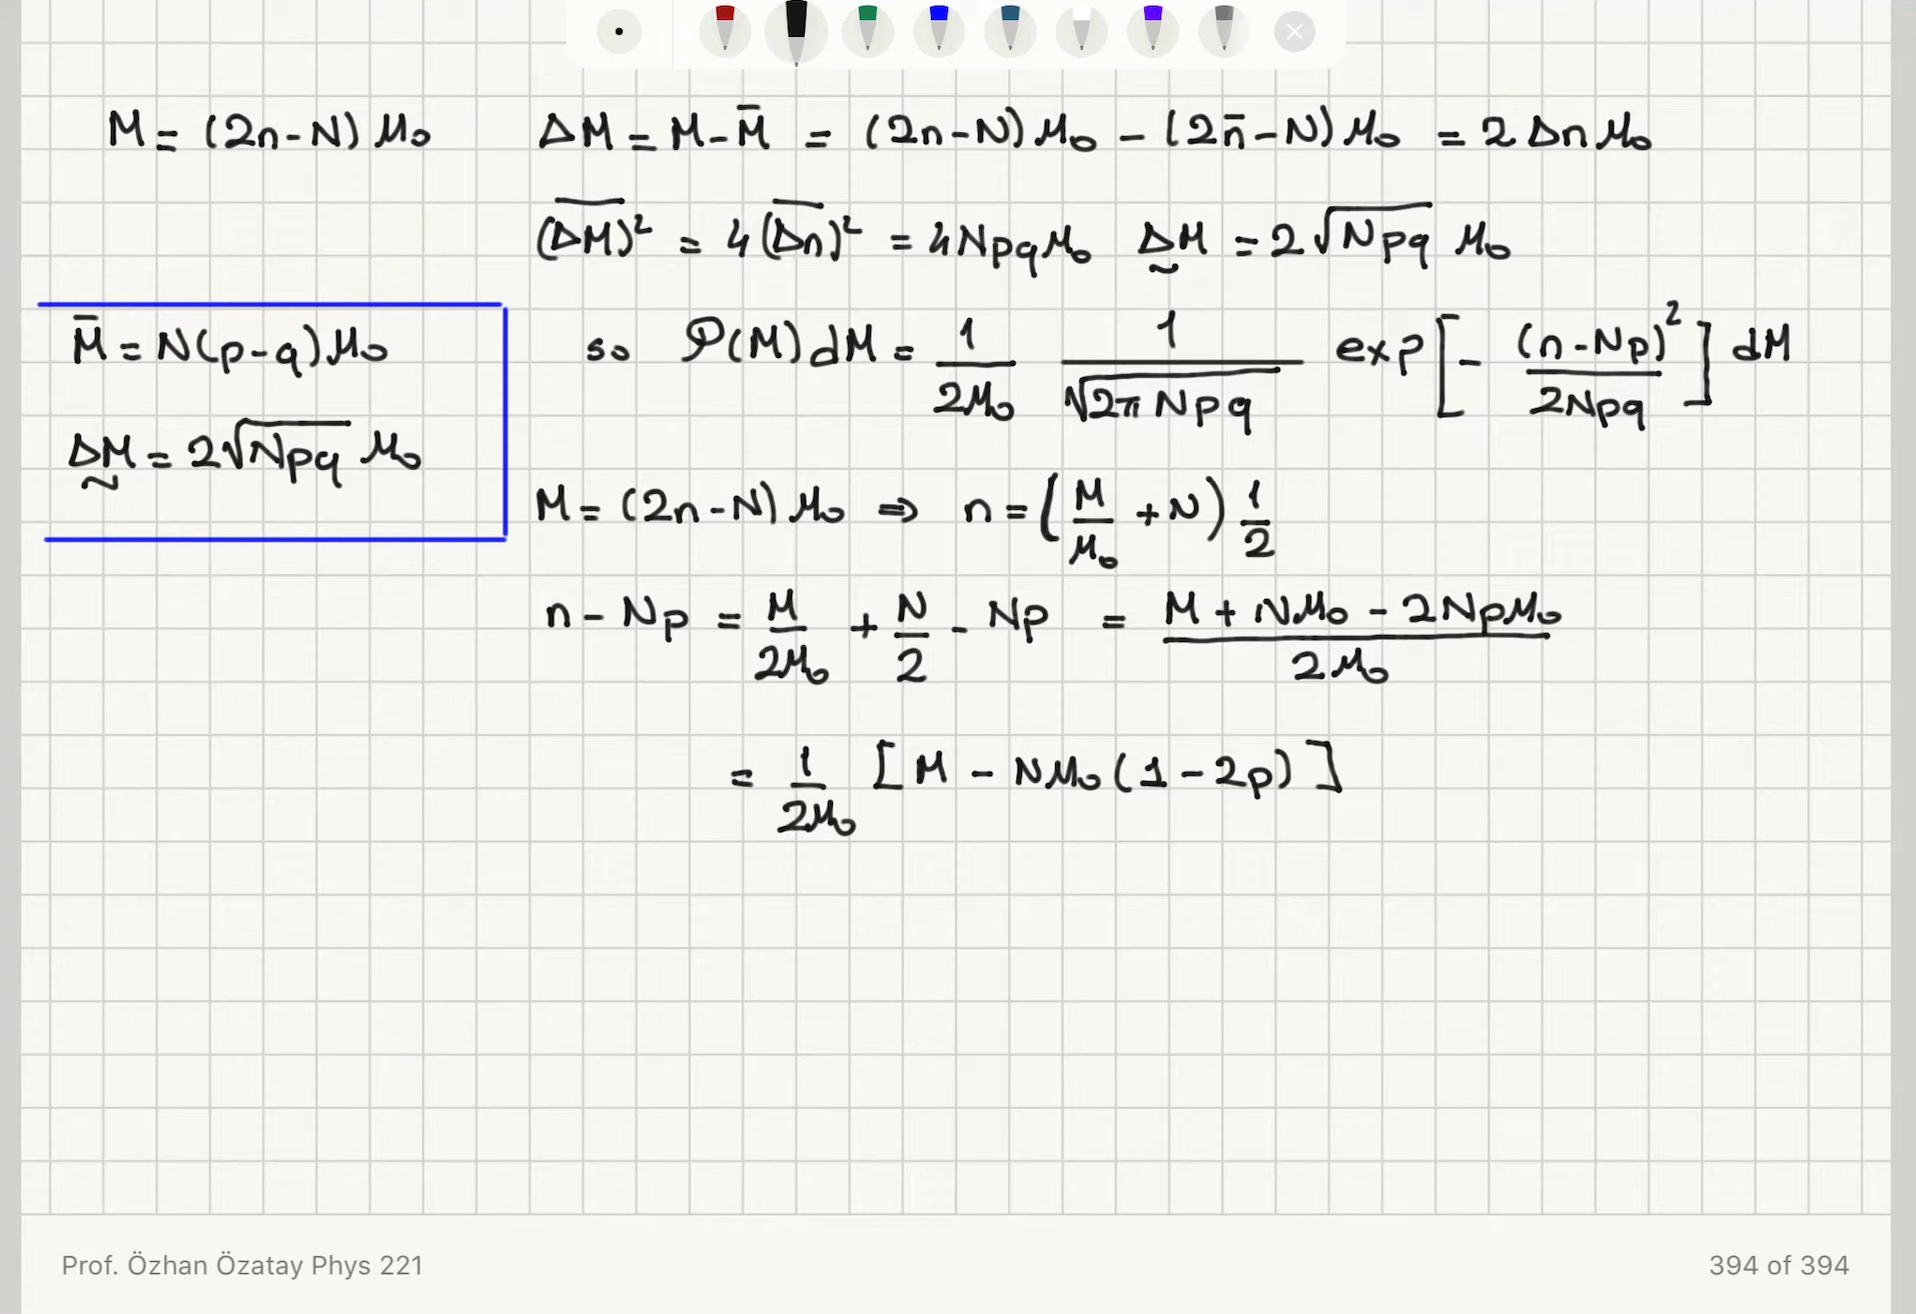 M = (2n-N) μ₀    ΔM = M - M̄ = (2n-N) μ₀ - (2n̄-N) μ₀ = 2 Δn μ₀
(Δ̅M̅)² = 4 (Δ̅n̅)² = 4Npqμ₀    ΔM̰ = 2 √(Npq) μ₀
M̄ = N(p-q) μ₀
ΔM̰ = 2√(Npq) μ₀
so 𝒫(M) dM = 1/(2μ₀) 1/√(2π Npq) exp[ - (n-Np)²/(2Npq) ] dM
M = (2n-N) μ₀ ⇒ n = (M/μ₀ + N) 1/2
n - Np = M/(2μ₀) + N/2 - Np = (M + Nμ₀ - 2Npμ₀)/(2μ₀)
= 1/(2μ₀) [M - Nμ₀(1-2p)]
Prof. Özhan Özatay Phys 221
394 of 394